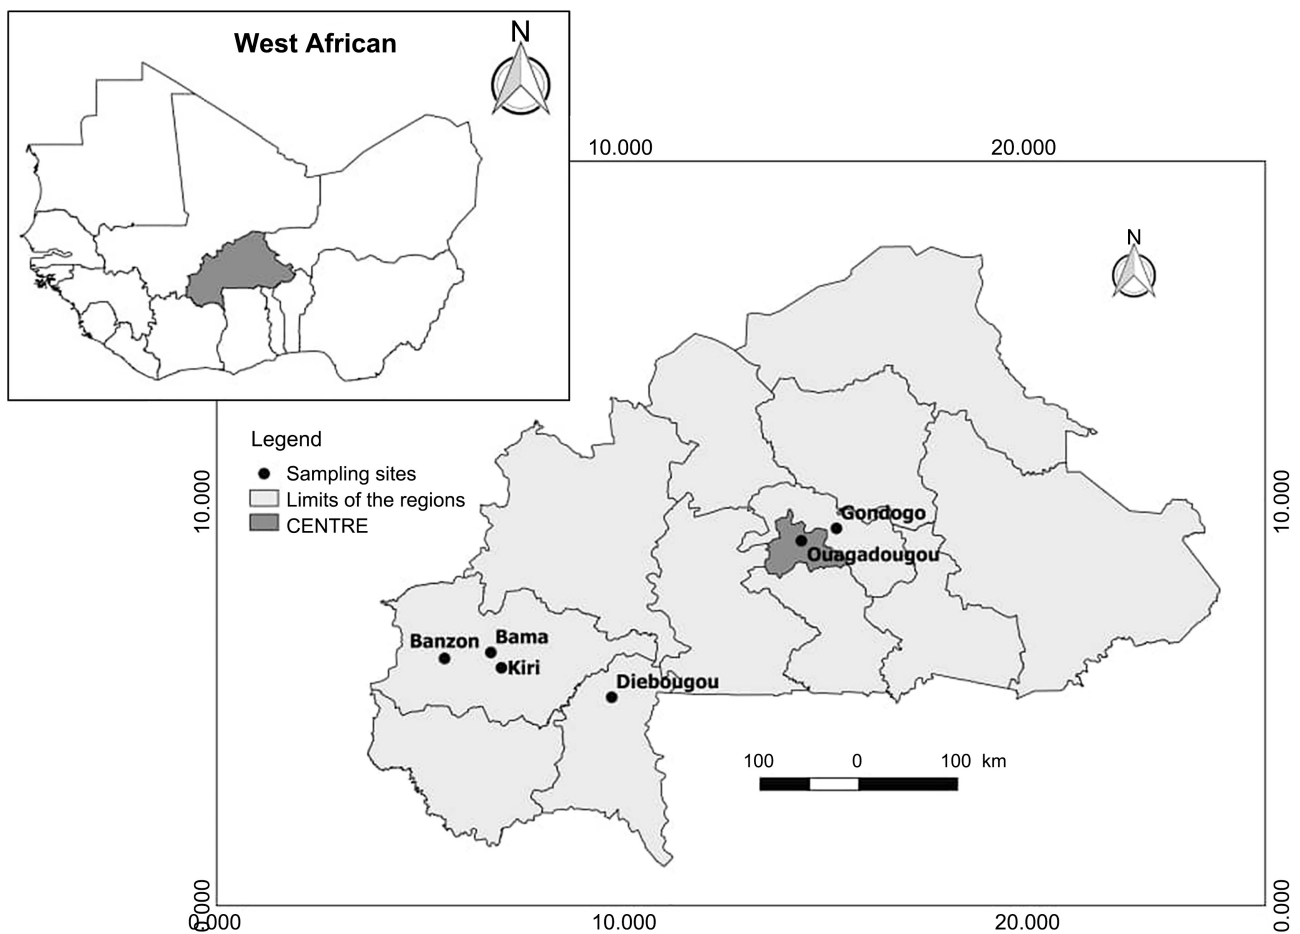 West African
N
10.000
20.000
N
Legend
Sampling sites
Limits of the regions
CENTRE
10.000
10.000
Gondogo
Ouagadougou
Banzon
Bama
Kiri
Diebougou
100
0
100 km
0.000
0.000
0.000
10.000
20.000